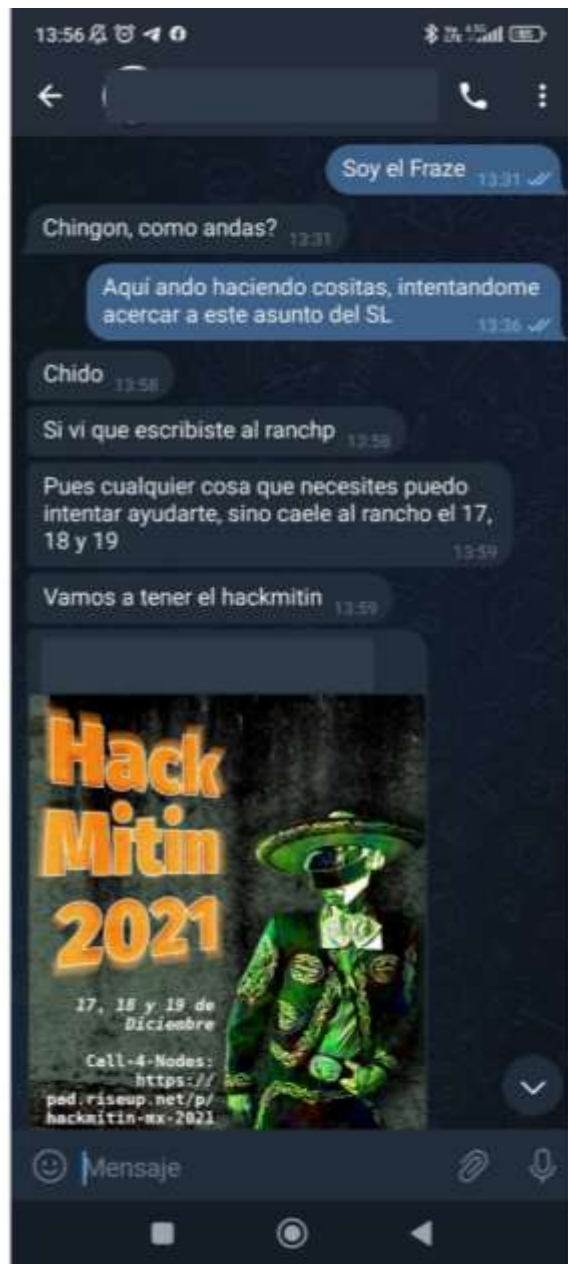 13:56
Soy el Fraze 13:31
Chingon, como andas? 13:31
Aquí ando haciendo cositas, intentandome
acercar a este asunto del SL 13:36
Chido 13:58
Si vi que escribiste al ranchp 13:58
Pues cualquier cosa que necesites puedo
intentar ayudarte, sino caele al rancho el 17,
18 y 19 13:59
Vamos a tener el hackmitin 13:59
Hack
Mitin
2021
17, 18 y 19 de
Diciembre
Call-4-Nodes:
https://
pad.riseup.net/p/
hackmitin-mx-2021
Mensaje